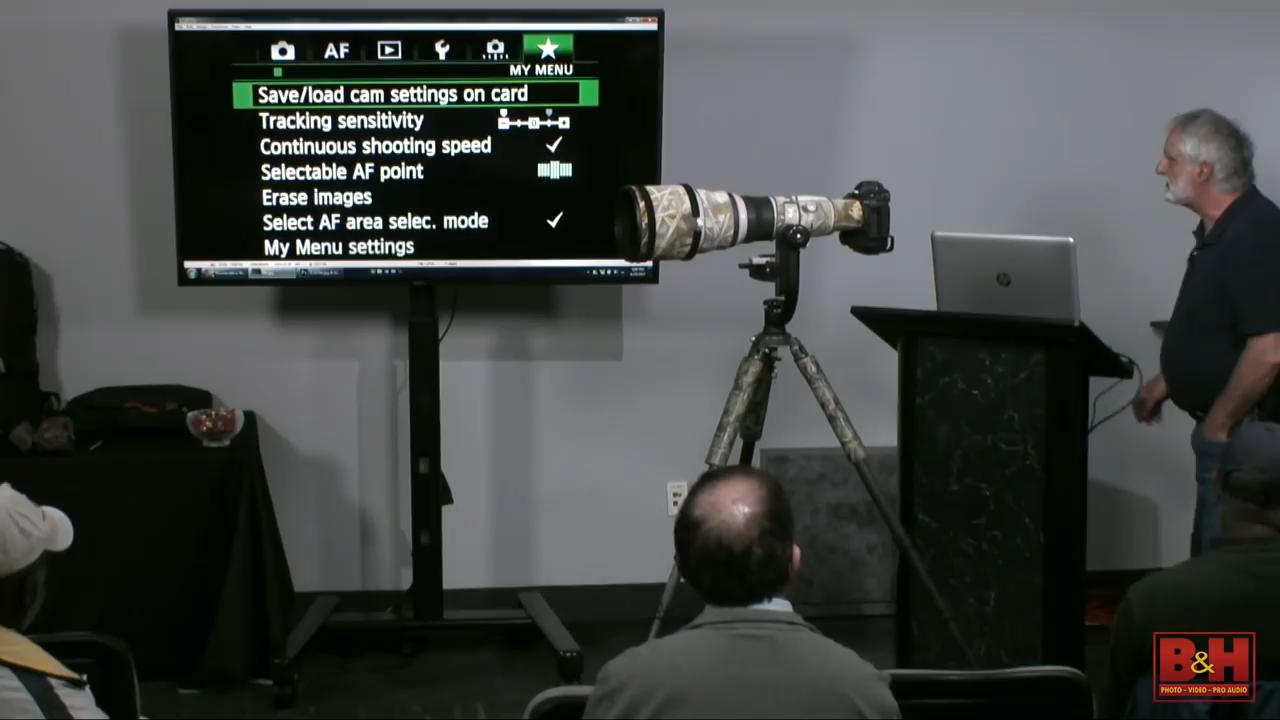 AF
MY MENU
Save/load cam settings on card
Tracking sensitivity
Continuous shooting speed
Selectable AF point
Erase images
Select AF area selec. mode
My Menu settings
hp
B&H
PHOTO - VIDEO - PRO AUDIO